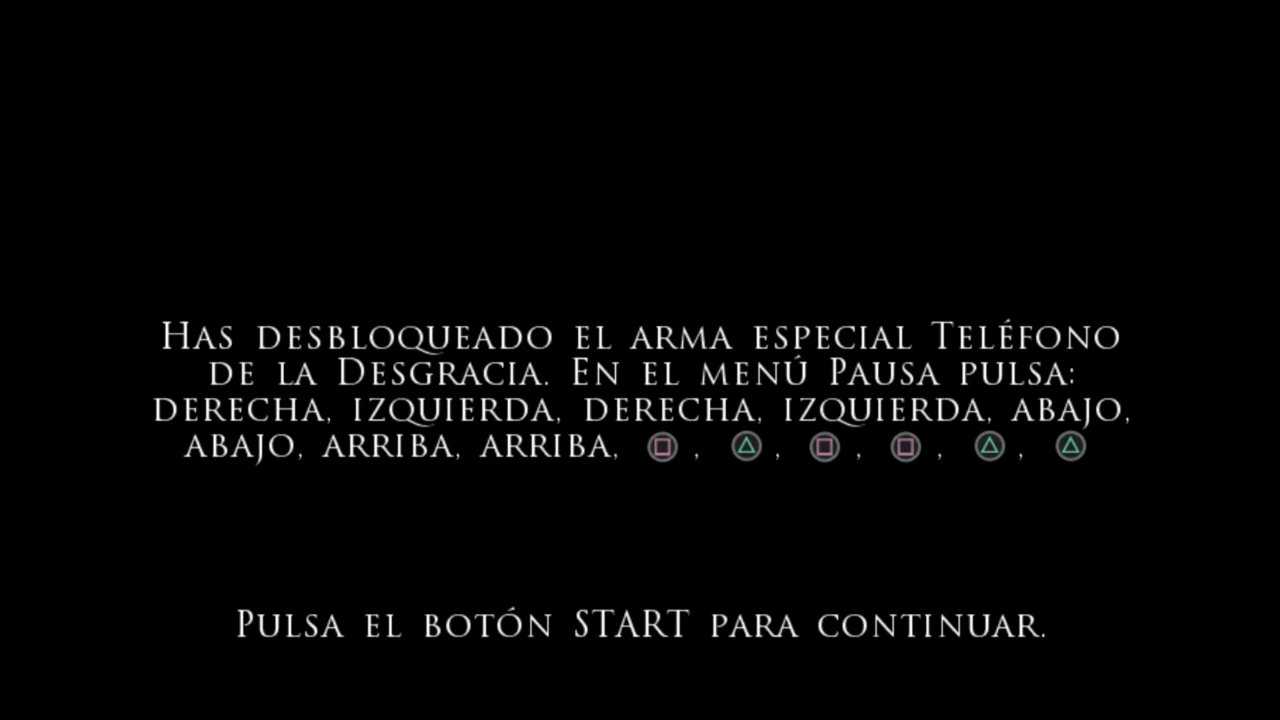 Has desbloqueado el arma especial Teléfono
de la Desgracia. En el menú Pausa pulsa:
derecha, izquierda, derecha, izquierda, abajo,
abajo, arriba, arriba, □, △, □, □, △, △
Pulsa el botón START para continuar.